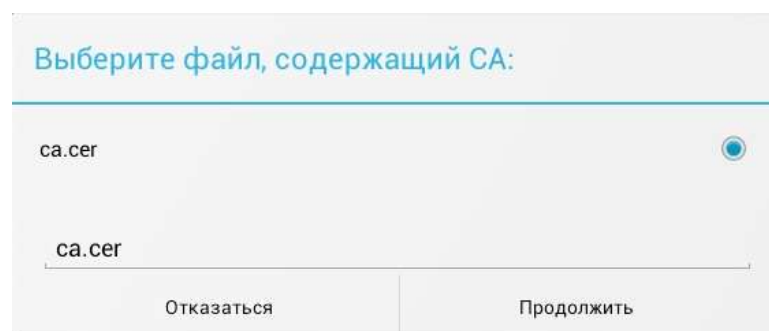 Выберите файл, содержащий CA:
ca.cer
ca.cer
Отказаться
Продолжить